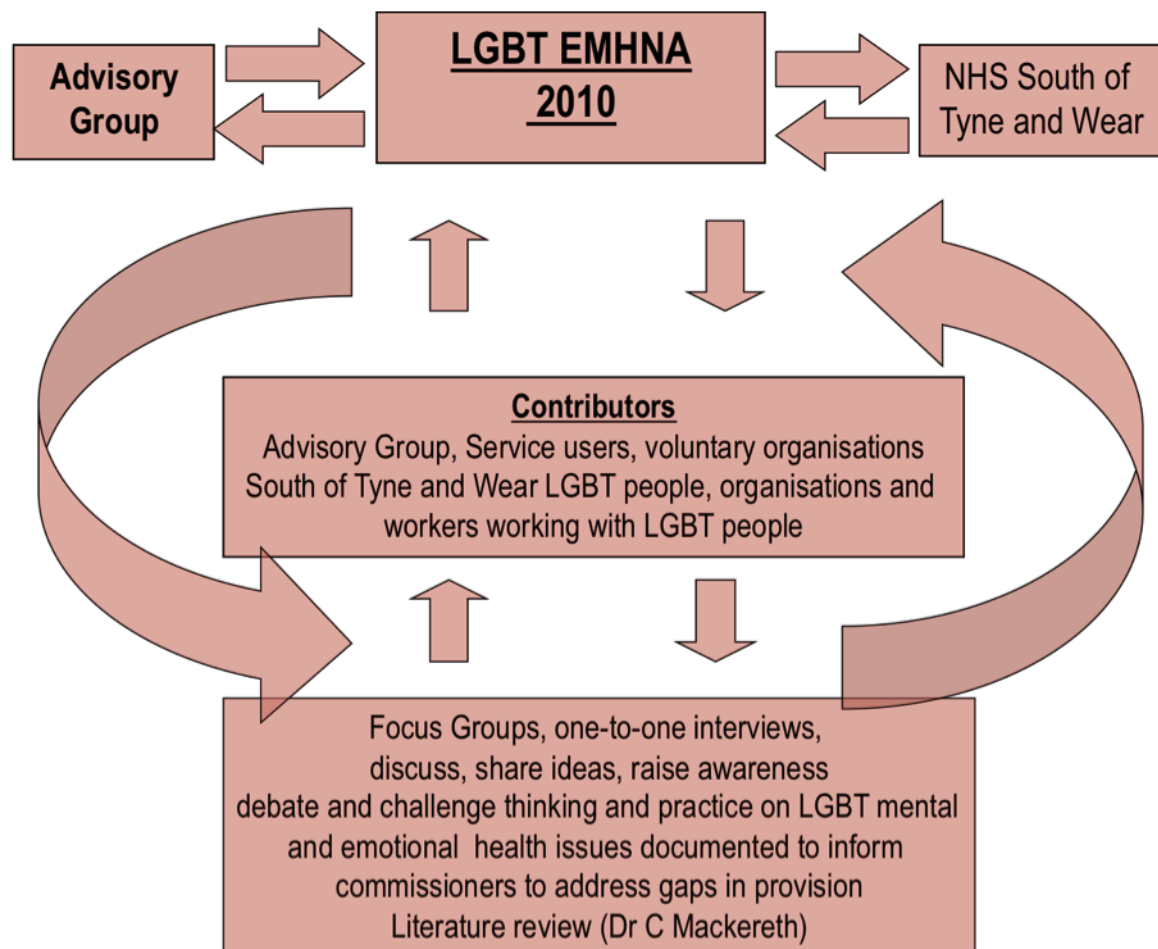 Advisory
Group
LGBT EMHNA
2010
NHS South of
Tyne and Wear
Contributors
Advisory Group, Service users, voluntary organisations
South of Tyne and Wear LGBT people, organisations and
workers working with LGBT people
Focus Groups, one-to-one interviews,
discuss, share ideas, raise awareness
debate and challenge thinking and practice on LGBT mental
and emotional health issues documented to inform
commissioners to address gaps in provision
Literature review (Dr C Mackereth)